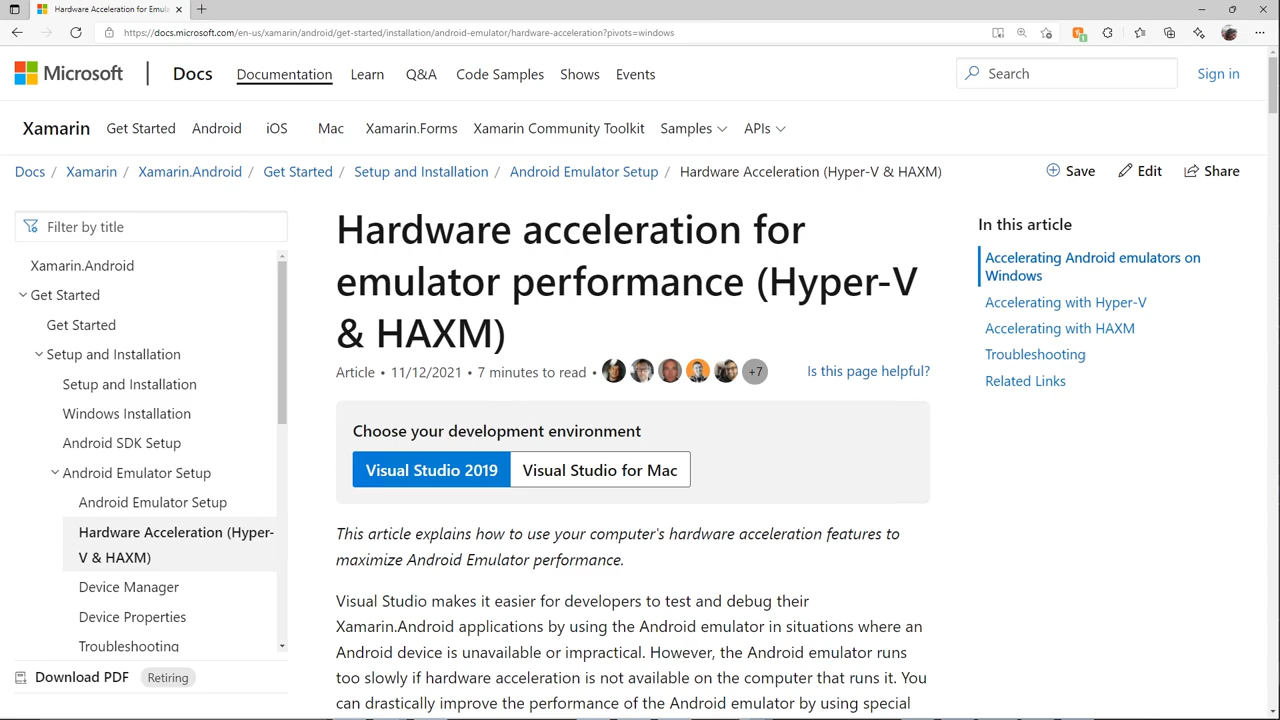 Hardware Acceleration for Emula
https://docs.microsoft.com/en-us/xamarin/android/get-started/installation/android-emulator/hardware-acceleration?pivots=windows
1
Microsoft
Docs
Documentation
Learn
Q&A
Code Samples
Shows
Events
Search
Sign in
Xamarin
Get Started
Android
iOS
Mac
Xamarin.Forms
Xamarin Community Toolkit
Samples
APIs
Docs / Xamarin / Xamarin.Android / Get Started / Setup and Installation / Android Emulator Setup / Hardware Acceleration (Hyper-V & HAXM)
Save
Edit
Share
Filter by title
Xamarin.Android
Get Started
Get Started
Setup and Installation
Setup and Installation
Windows Installation
Android SDK Setup
Android Emulator Setup
Android Emulator Setup
Hardware Acceleration (Hyper-
V & HAXM)
Device Manager
Device Properties
Troubleshooting
Download PDF
Retiring
Hardware acceleration for
emulator performance (Hyper-V
& HAXM)
Article • 11/12/2021 • 7 minutes to read •
+7
Is this page helpful?
Choose your development environment
Visual Studio 2019
Visual Studio for Mac
This article explains how to use your computer's hardware acceleration features to
maximize Android Emulator performance.
Visual Studio makes it easier for developers to test and debug their
Xamarin.Android applications by using the Android emulator in situations where an
Android device is unavailable or impractical. However, the Android emulator runs
too slowly if hardware acceleration is not available on the computer that runs it. You
can drastically improve the performance of the Android emulator by using special
In this article
Accelerating Android emulators on
Windows
Accelerating with Hyper-V
Accelerating with HAXM
Troubleshooting
Related Links